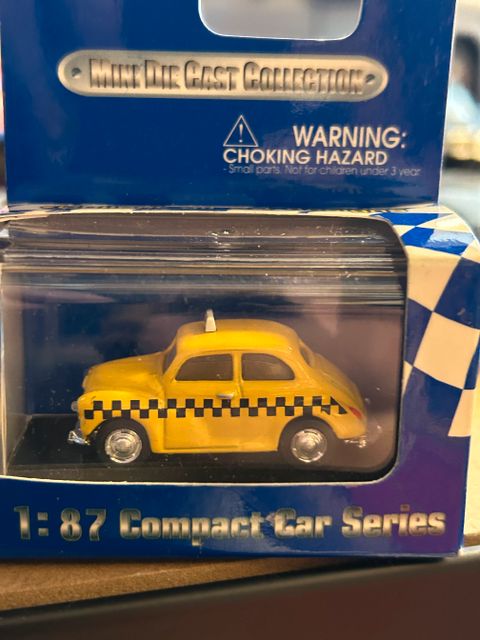 MINI DIE CAST COLLECTION
WARNING:
CHOKING HAZARD
- Small parts. Not for children under 3 year
1:87 Compact Car Series